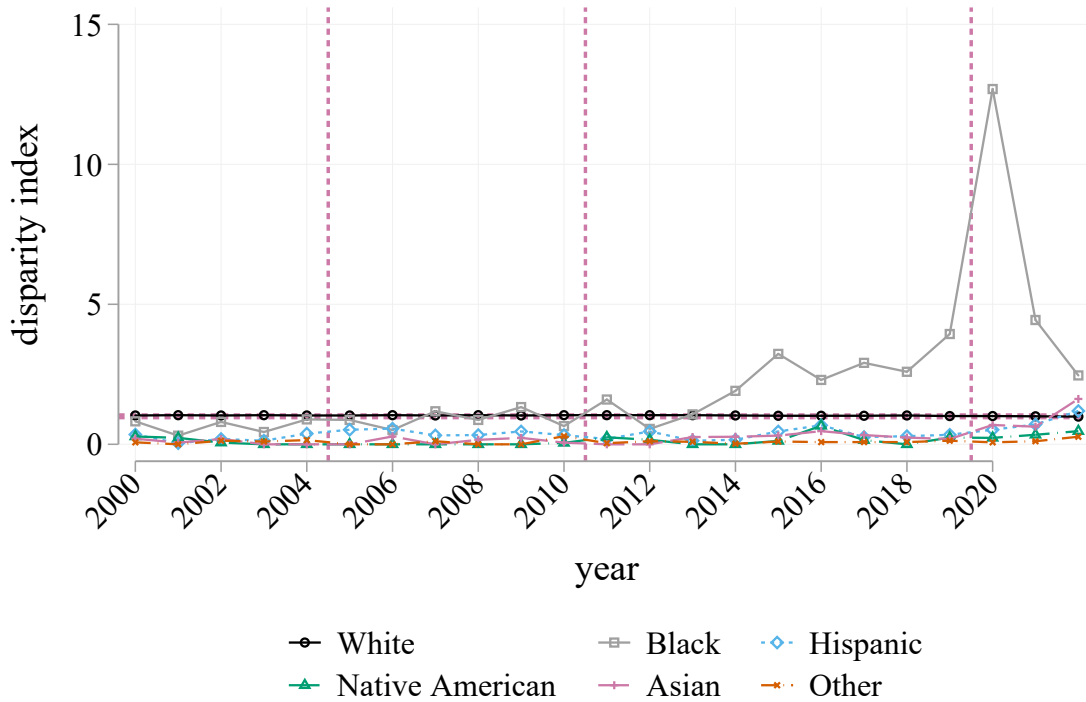 15
10
5
0
disparity index
2000 2002 2004 2006 2008 2010 2012 2014 2016 2018 2020
year
White Black Hispanic
Native American Asian Other